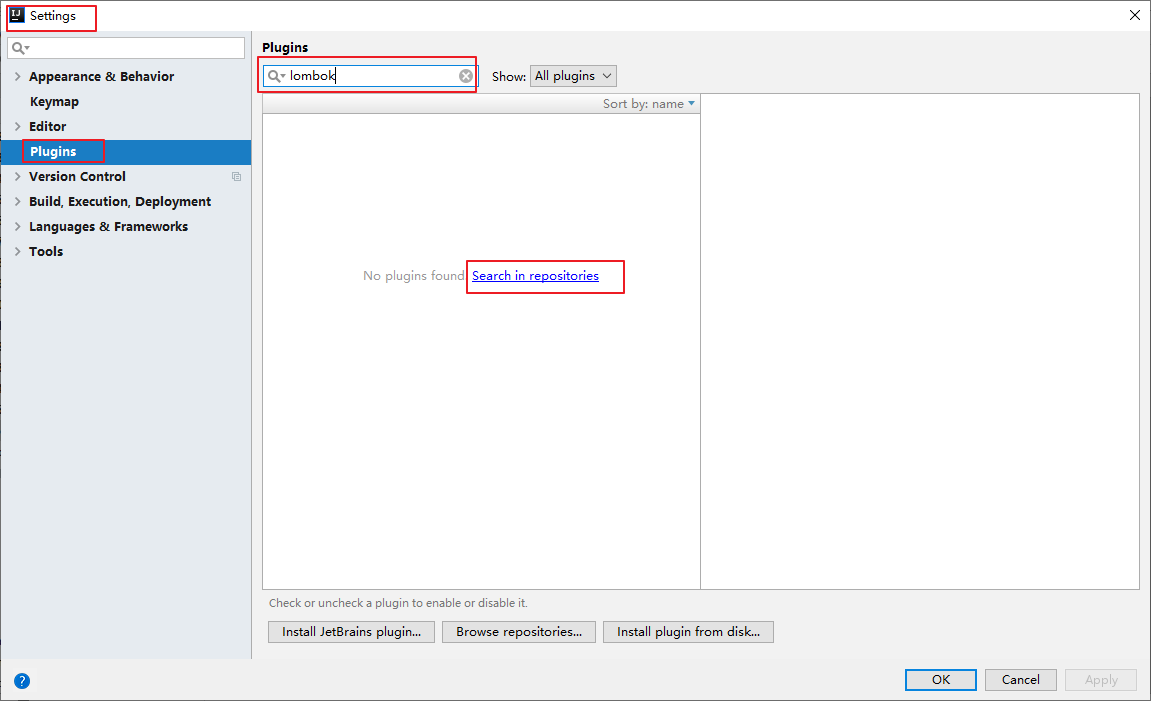 IJ Settings
Plugins
lombok
Show: All plugins
Appearance & Behavior
Keymap
Editor
Plugins
Version Control
Build, Execution, Deployment
Languages & Frameworks
Tools
Sort by: name
No plugins found. Search in repositories
Check or uncheck a plugin to enable or disable it.
Install JetBrains plugin...
Browse repositories...
Install plugin from disk...
?
OK
Cancel
Apply